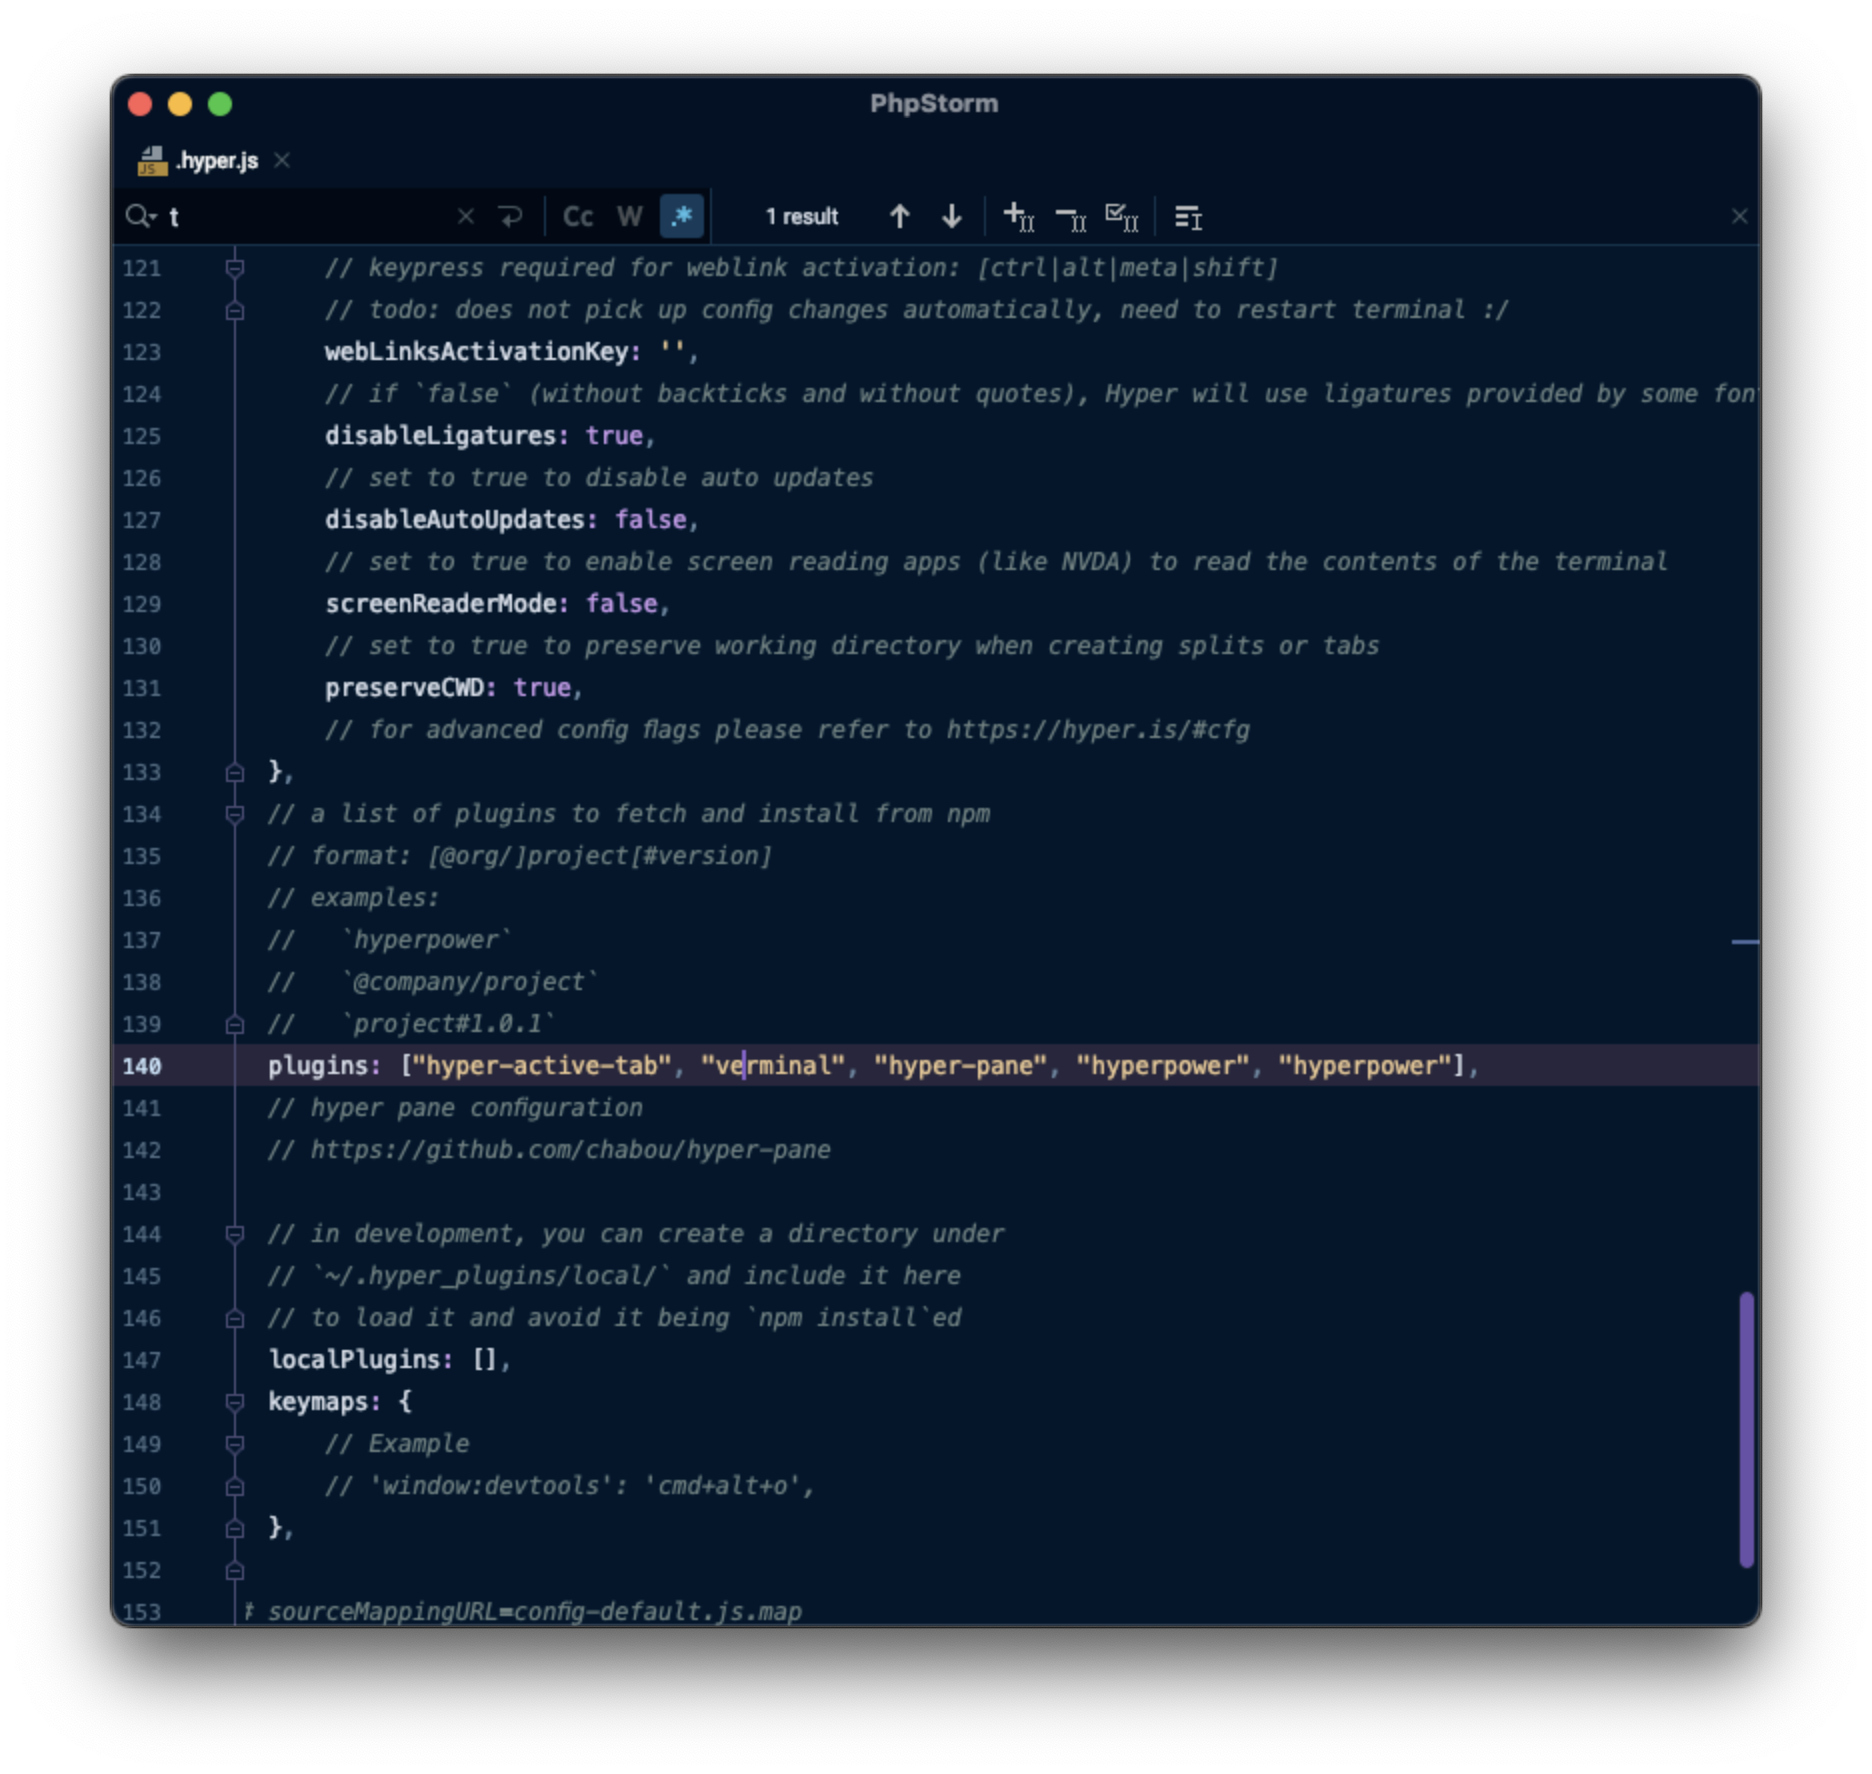 PhpStorm
.hyper.js
t Cc W .* 1 result
121 // keypress required for weblink activation: [ctrl|alt|meta|shift]
122 // todo: does not pick up config changes automatically, need to restart terminal :/
123 webLinksActivationKey: '',
124 // if `false` (without backticks and without quotes), Hyper will use ligatures provided by some fon
125 disableLigatures: true,
126 // set to true to disable auto updates
127 disableAutoUpdates: false,
128 // set to true to enable screen reading apps (like NVDA) to read the contents of the terminal
129 screenReaderMode: false,
130 // set to true to preserve working directory when creating splits or tabs
131 preserveCWD: true,
132 // for advanced config flags please refer to https://hyper.is/#cfg
133 },
134 // a list of plugins to fetch and install from npm
135 // format: [@org/]project[#version]
136 // examples:
137 //   `hyperpower`
138 //   `@company/project`
139 //   `project#1.0.1`
140 plugins: ["hyper-active-tab", "verminal", "hyper-pane", "hyperpower", "hyperpower"],
141 // hyper pane configuration
142 // https://github.com/chabou/hyper-pane
143
144 // in development, you can create a directory under
145 // `~/.hyper_plugins/local/` and include it here
146 // to load it and avoid it being `npm install`ed
147 localPlugins: [],
148 keymaps: {
149 // Example
150 // 'window:devtools': 'cmd+alt+o',
151 },
152
153 # sourceMappingURL=config-default.js.map